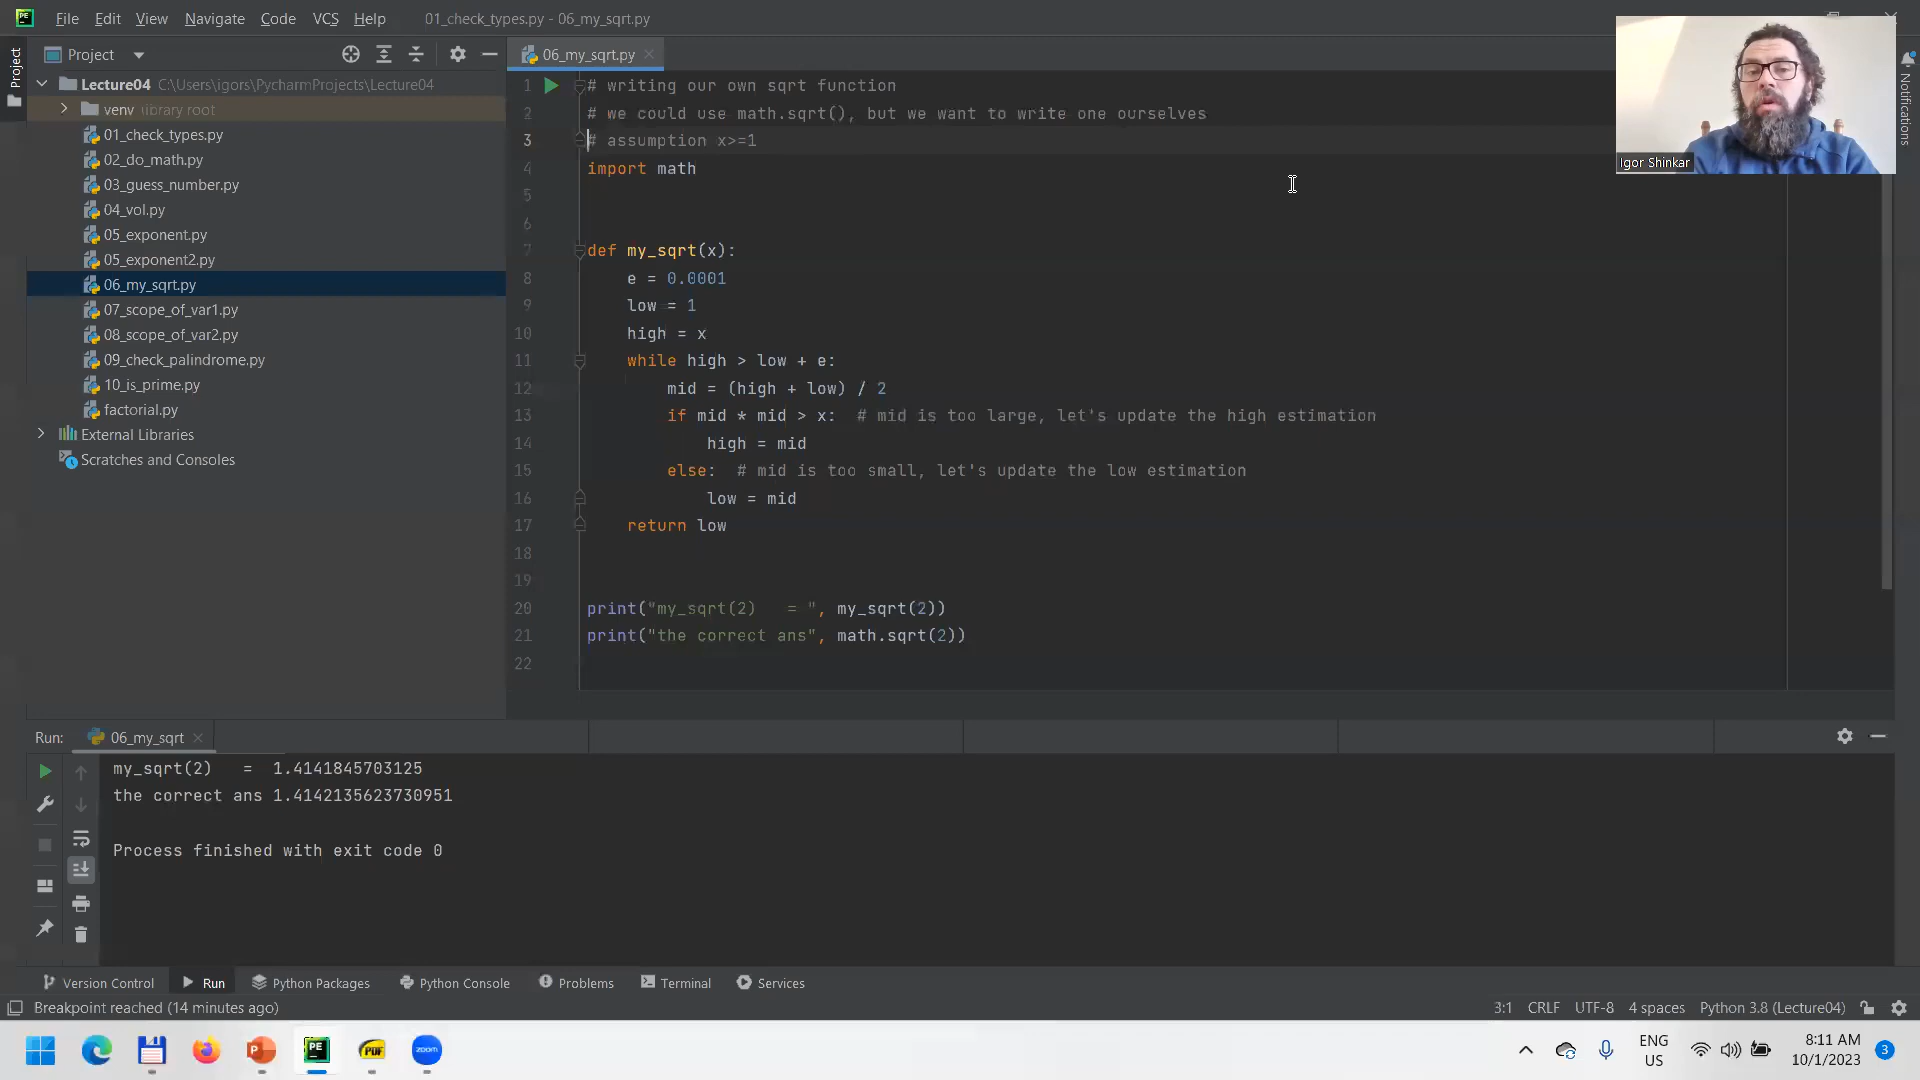 File Edit View Navigate Code VCS Help 01_check_types.py - 06_my_sqrt.py
Project
Project
Lecture04 C:\Users\igors\PycharmProjects\Lecture04
venv library root
01_check_types.py
02_do_math.py
03_guess_number.py
04_vol.py
05_exponent.py
05_exponent2.py
06_my_sqrt.py
07_scope_of_var1.py
08_scope_of_var2.py
09_check_palindrome.py
10_is_prime.py
factorial.py
External Libraries
Scratches and Consoles
06_my_sqrt.py
1 # writing our own sqrt function
2 # we could use math.sqrt(), but we want to write one ourselves
3 # assumption x>=1
4 import math
5
6
7 def my_sqrt(x):
8 e = 0.0001
9 low = 1
10 high = x
11 while high > low + e:
12 mid = (high + low) / 2
13 if mid * mid > x: # mid is too large, let's update the high estimation
14 high = mid
15 else: # mid is too small, let's update the low estimation
16 low = mid
17 return low
18
19
20 print("my_sqrt(2)   = ", my_sqrt(2))
21 print("the correct ans", math.sqrt(2))
22
Igor Shinkar
Notifications
Run: 06_my_sqrt
my_sqrt(2)   =  1.4141845703125
the correct ans 1.4142135623730951
Process finished with exit code 0
Version Control Run Python Packages Python Console Problems Terminal Services
Breakpoint reached (14 minutes ago) 3:1 CRLF UTF-8 4 spaces Python 3.8 (Lecture04)
PE
PDF
zoom
ENG
US
8:11 AM
10/1/2023
3